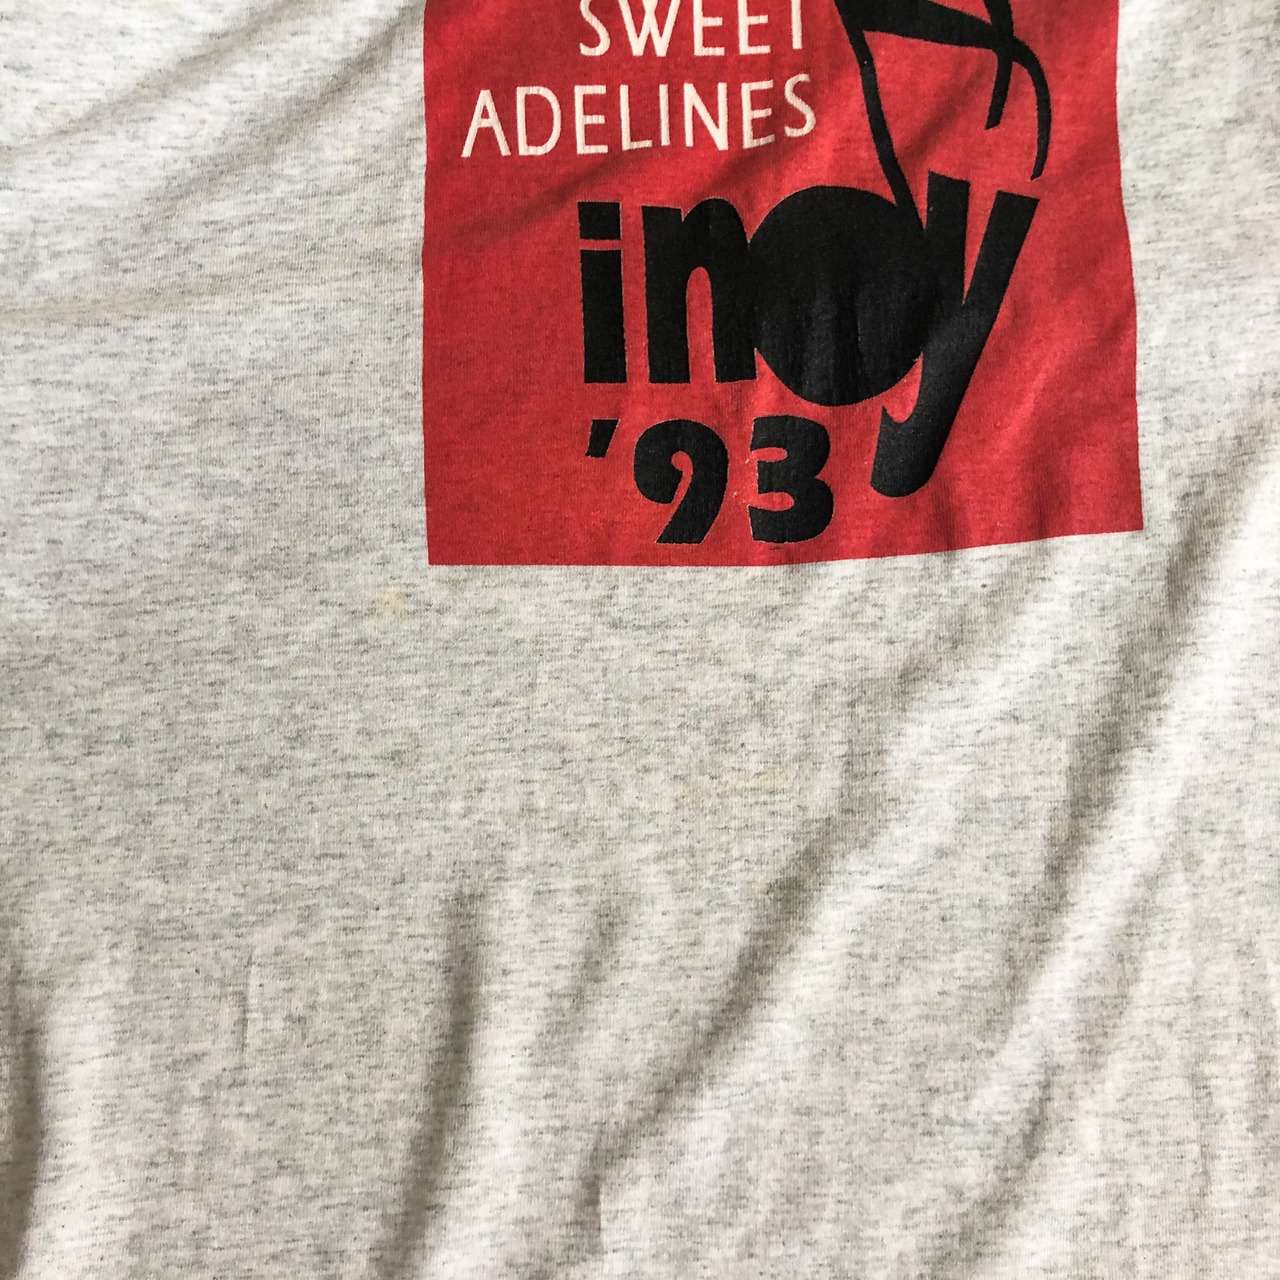 SWEET
ADELINES
indy
'93